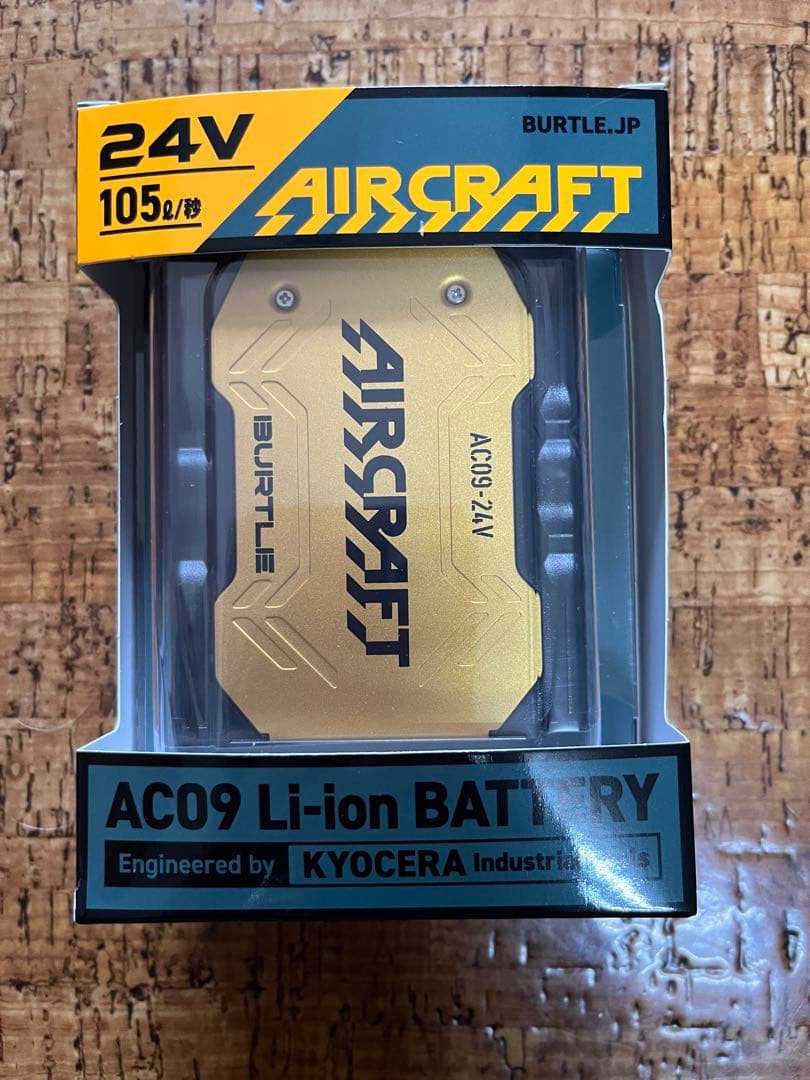 24V
105ℓ/秒
BURTLE.JP
AIRCRAFT
AC09-24V
AIRCRAFT
BURTLE
AC09 Li-ion BATTERY
Engineered by KYOCERA